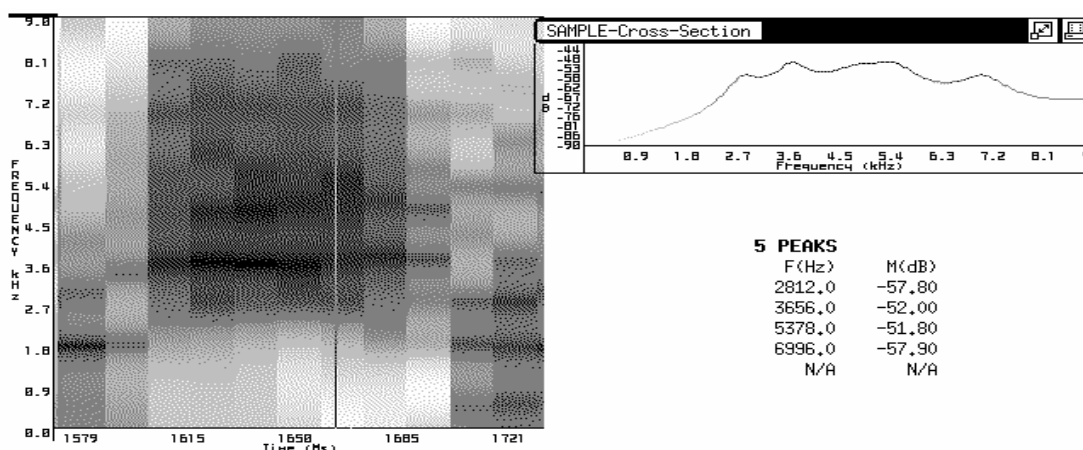 9.0
8.1
7.2
6.3
5.4
4.5
3.6
2.7
1.8
0.9
0.0
FREQUENCY kHz
1579 1615 1650 1685 1721
Time (Ms)
SAMPLE-Cross-Section
-44
-48
-53
-58
-62
-67
-72
-76
-81
-86
-90
dB
0.9 1.8 2.7 3.6 4.5 5.4 6.3 7.2 8.1
Frequency (kHz)
5 PEAKS
F(Hz) M(dB)
2812.0 -57.80
3656.0 -52.00
5378.0 -51.80
6996.0 -57.90
N/A N/A